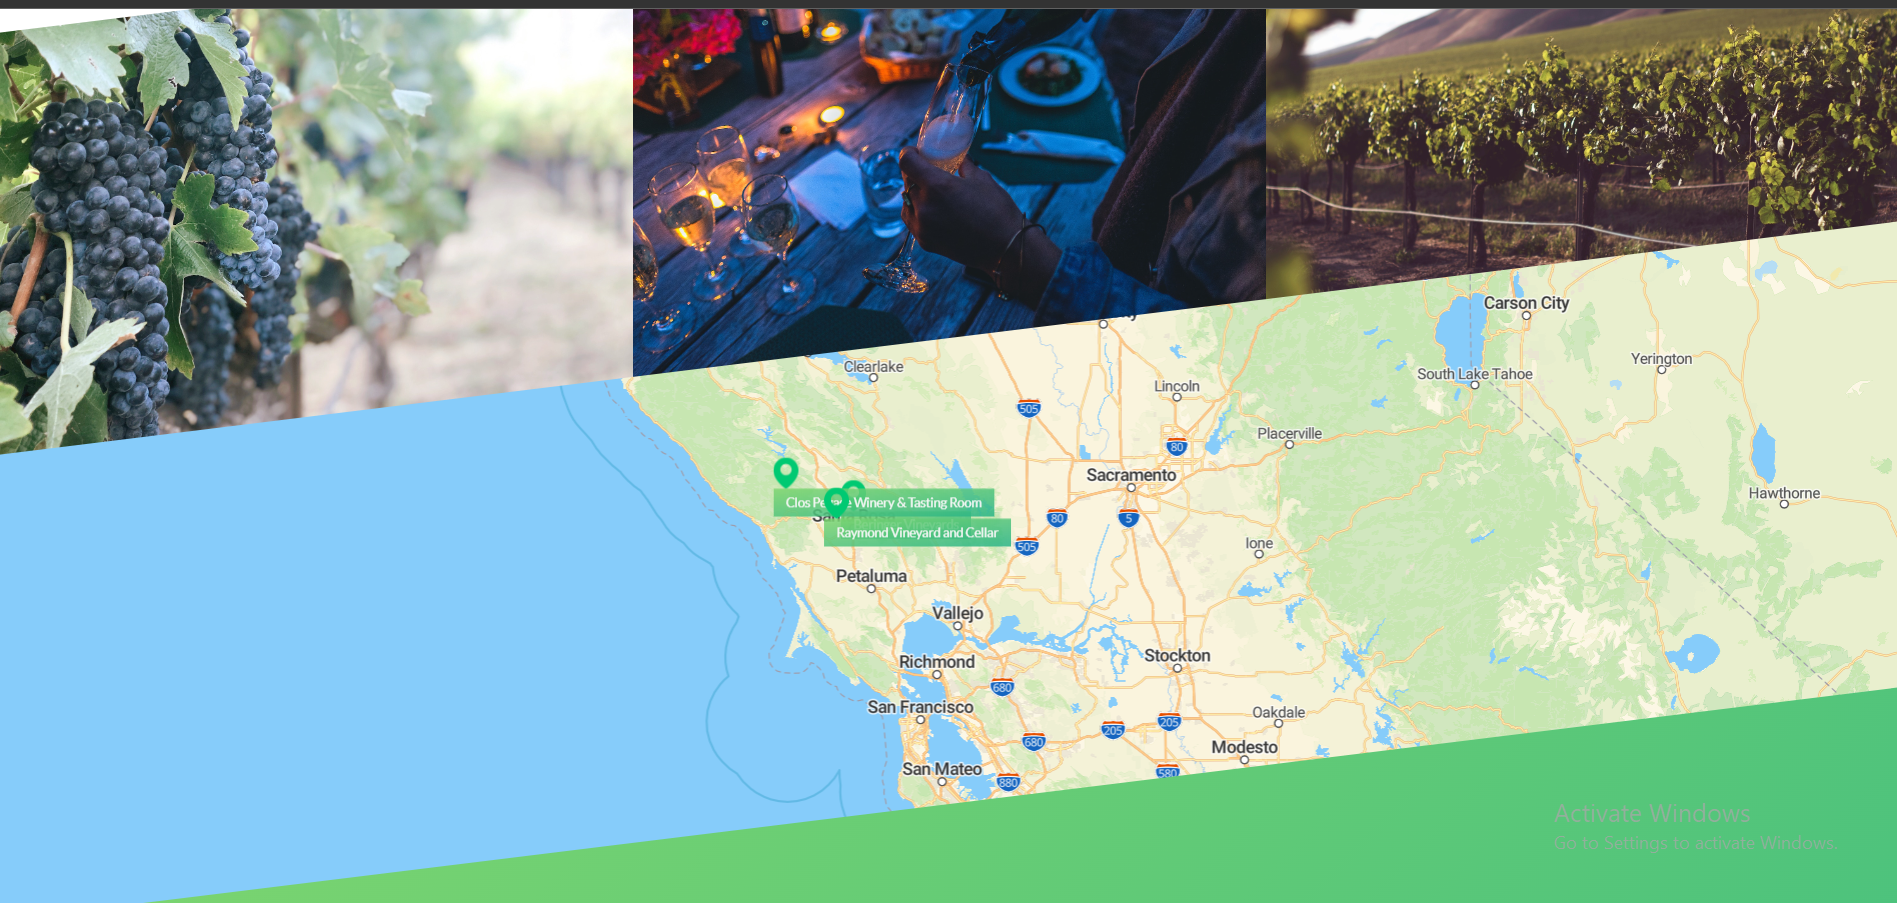 Carson City
Yerington
Clearlake
South Lake Tahoe
Lincoln
505
Placerville
80
Sacramento
Hawthorne
Clos Pegase Winery & Tasting Room
80
5
Raymond Vineyard and Cellar
505
Ione
Petaluma
Vallejo
Stockton
Richmond
680
San Francisco
Oakdale
205
205
680
Modesto
San Mateo
580
880
Activate Windows
Go to Settings to activate Windows.